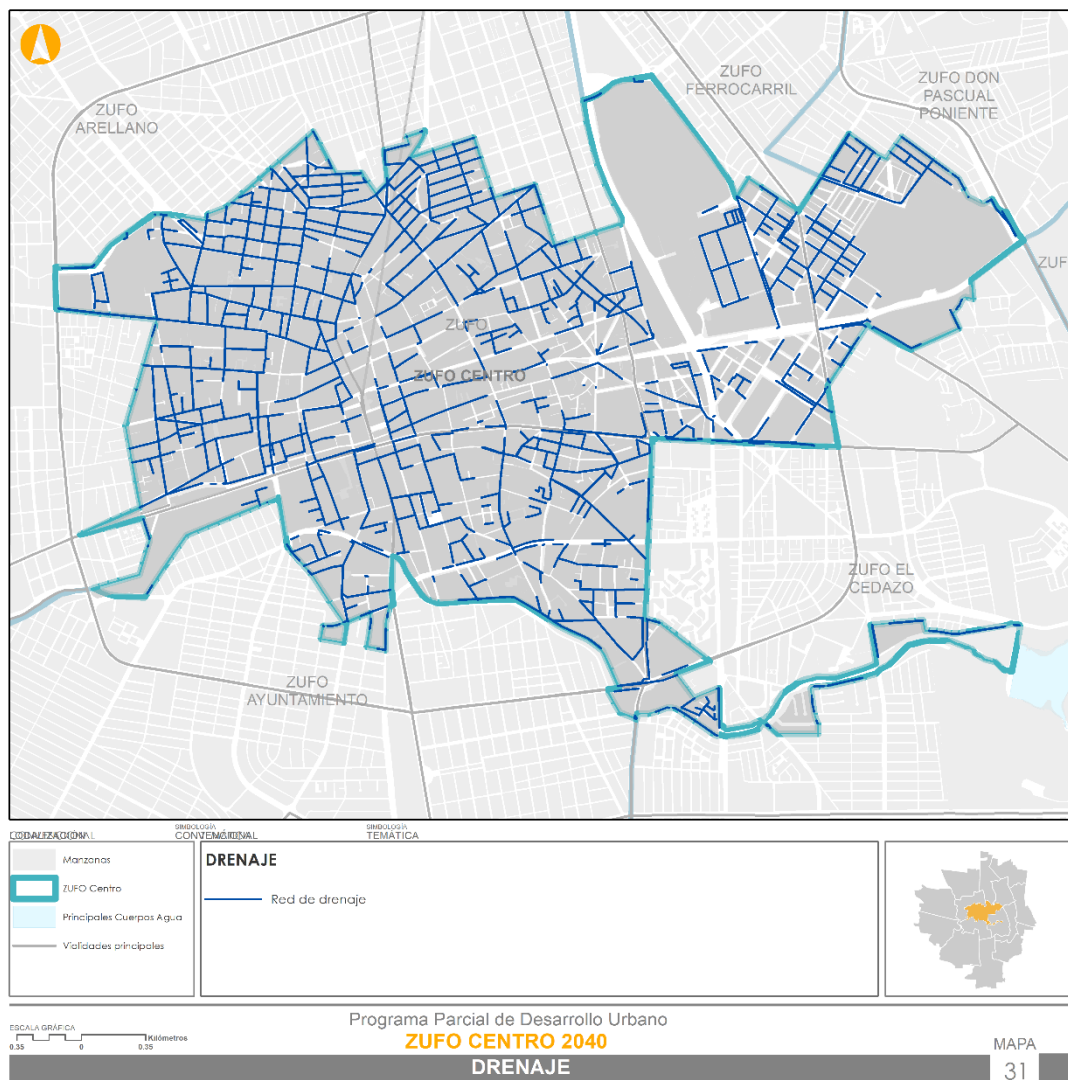 ZUFO
FERROCARRIL
ZUFO DON
PASCUAL
PONIENTE
ZUFO
ARELLANO
ZUF
ZUFO
ZUFO CENTRO
ZUFO EL
CEDAZO
ZUFO
AYUNTAMIENTO
LOCALIZACIÓN
SIMBOLOGÍA
CONVENCIONAL
SIMBOLOGÍA
TEMÁTICA
Manzanas
ZUFO Centro
Principales Cuerpos Agua
Vialidades principales
DRENAJE
Red de drenaje
ESCALA GRÁFICA
0.35 0 0.35 Kilómetros
Programa Parcial de Desarrollo Urbano
ZUFO CENTRO 2040
DRENAJE
MAPA
31